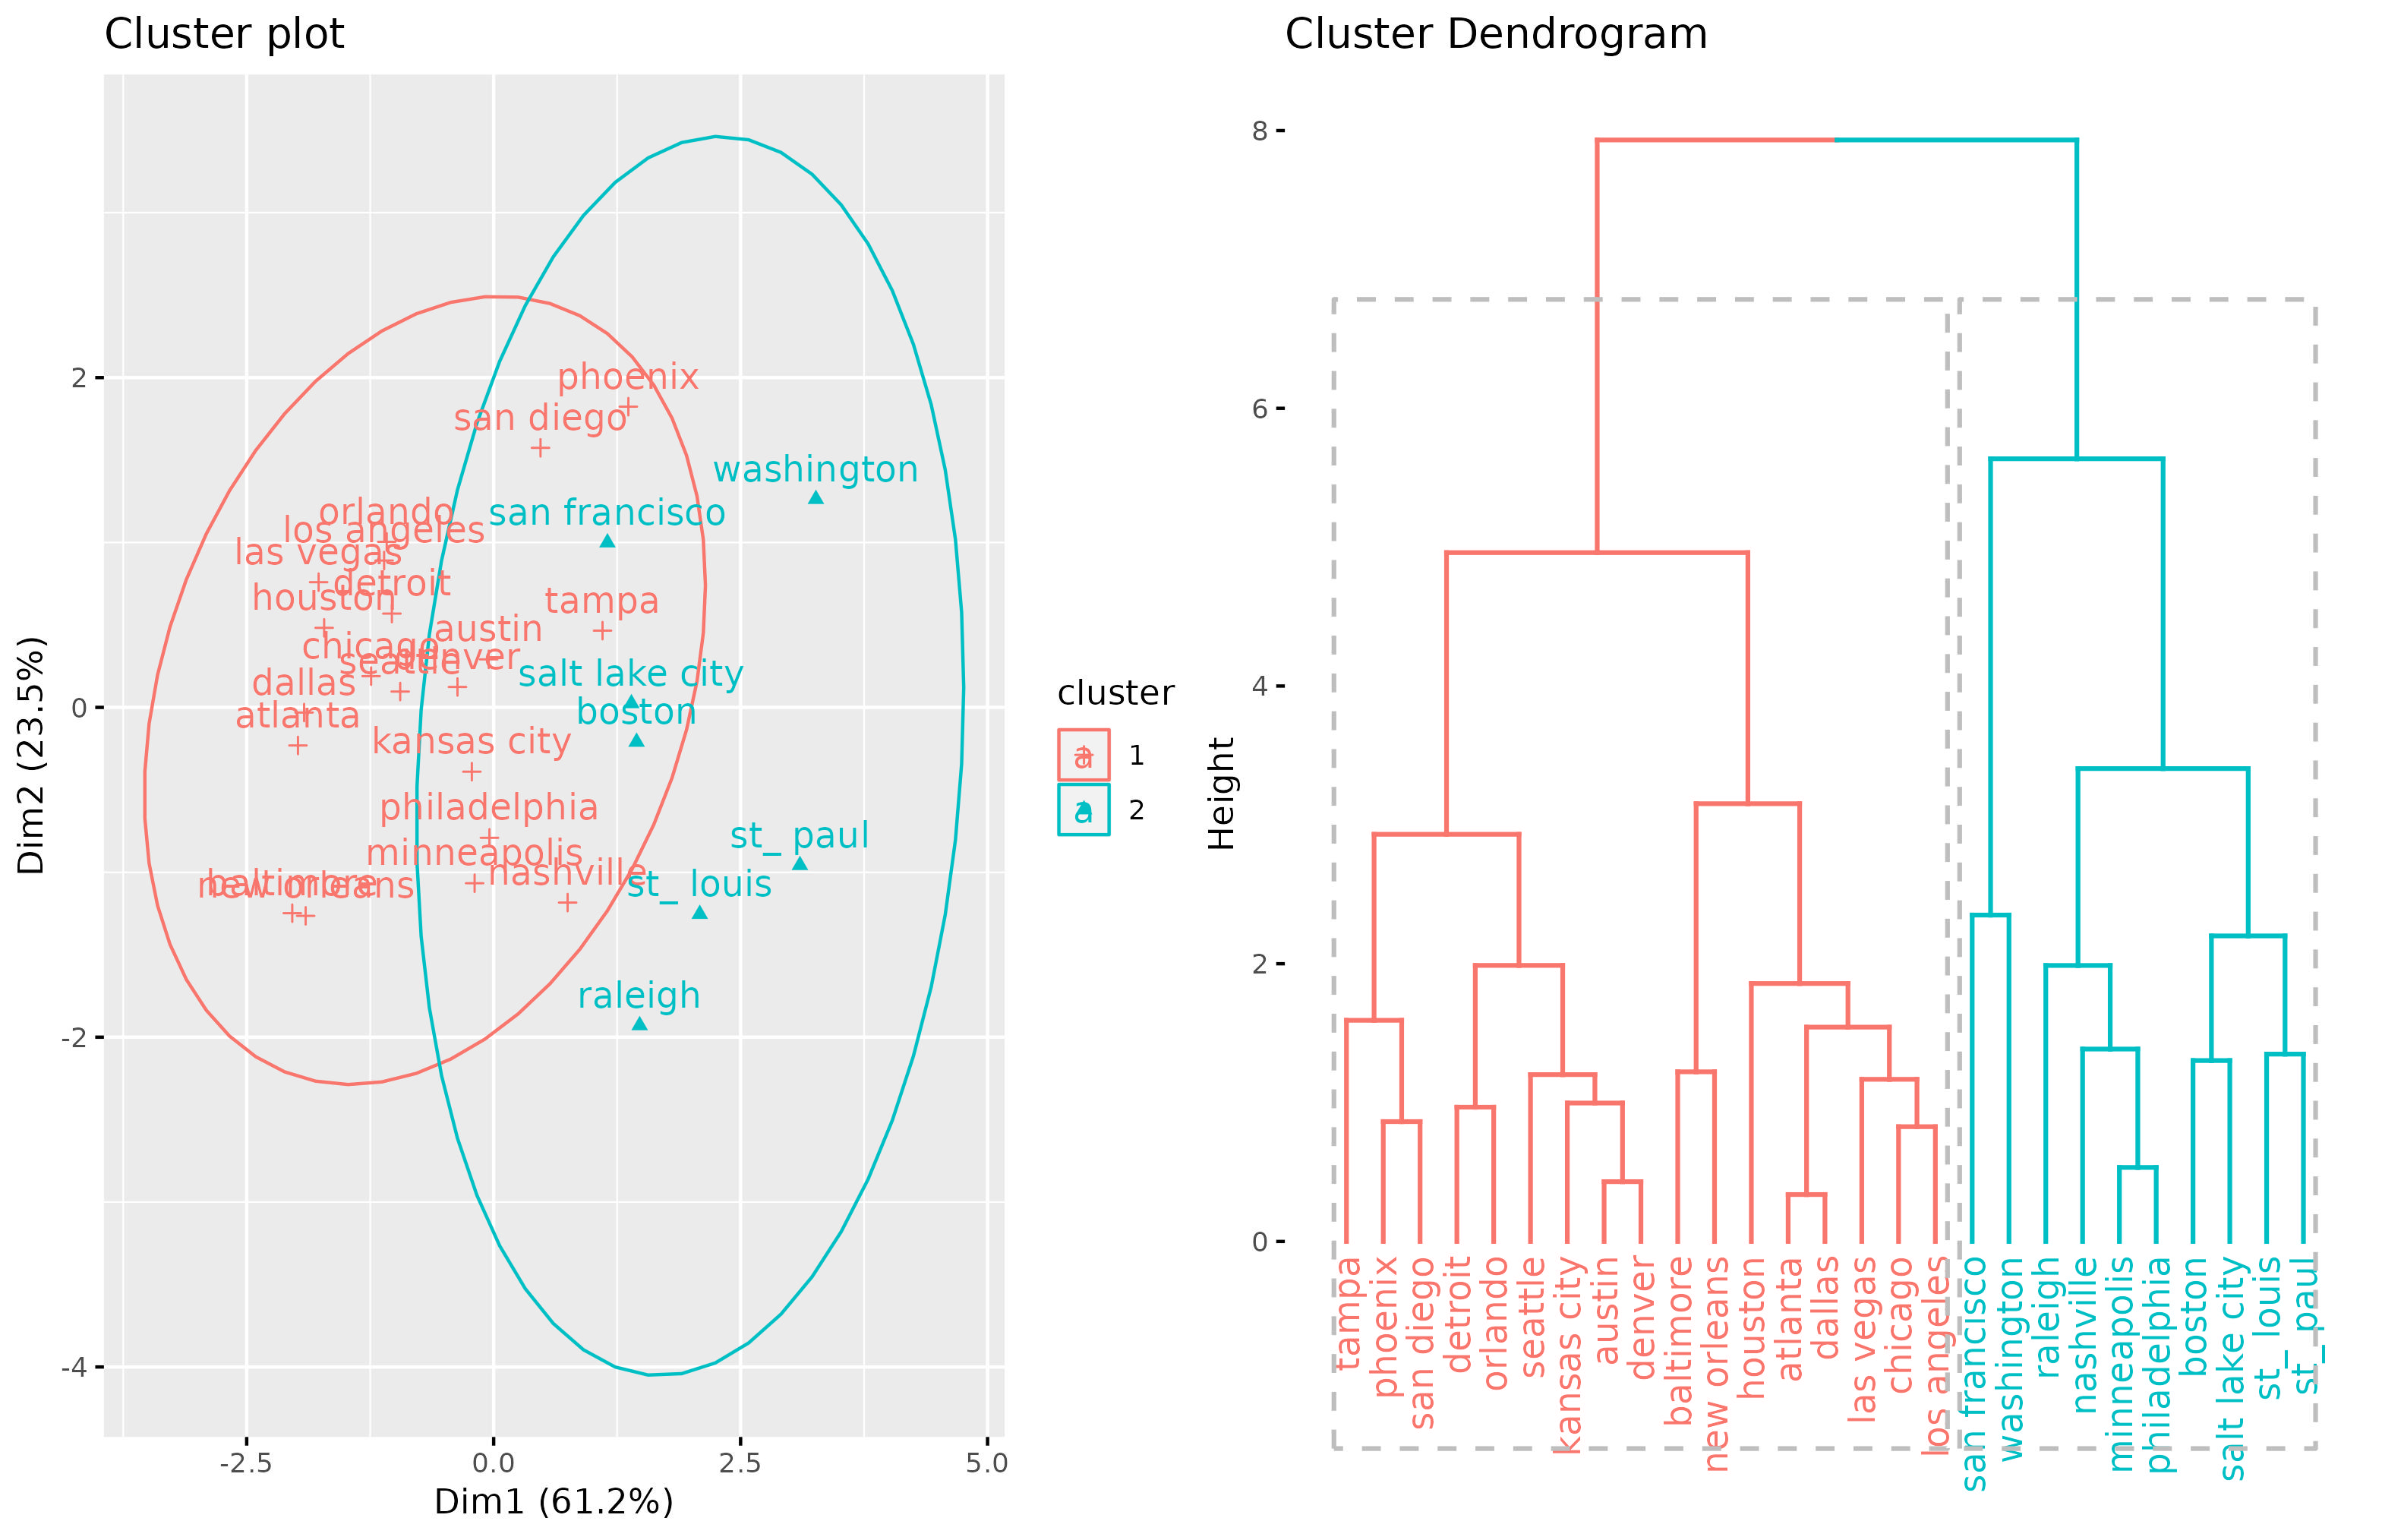 Cluster plot
phoenix
san diego
washington
orlando
san francisco
los angeles
las vegas
detroit
houston
tampa
austin
chicago
denver
seattle
salt lake city
dallas
boston
atlanta
kansas city
philadelphia
st_ paul
minneapolis
nashville
baltimore
st_ louis
new orleans
raleigh
2
0
-2
-4
-2.5
0.0
2.5
5.0
Dim1 (61.2%)
Dim2 (23.5%)
cluster
a 1
a 2
Cluster Dendrogram
8
6
4
2
0
Height
tampa
phoenix
san diego
detroit
orlando
seattle
kansas city
austin
denver
baltimore
new orleans
houston
atlanta
dallas
las vegas
chicago
los angeles
san francisco
washington
raleigh
nashville
minneapolis
philadelphia
boston
salt lake city
st_ louis
st_ paul